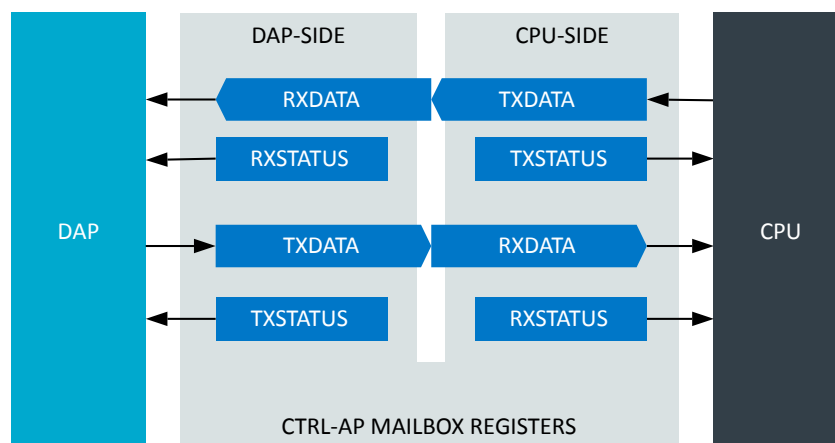 DAP-SIDE
CPU-SIDE
RXDATA
TXDATA
RXSTATUS
TXSTATUS
DAP
TXDATA
RXDATA
CPU
TXSTATUS
RXSTATUS
CTRL-AP MAILBOX REGISTERS